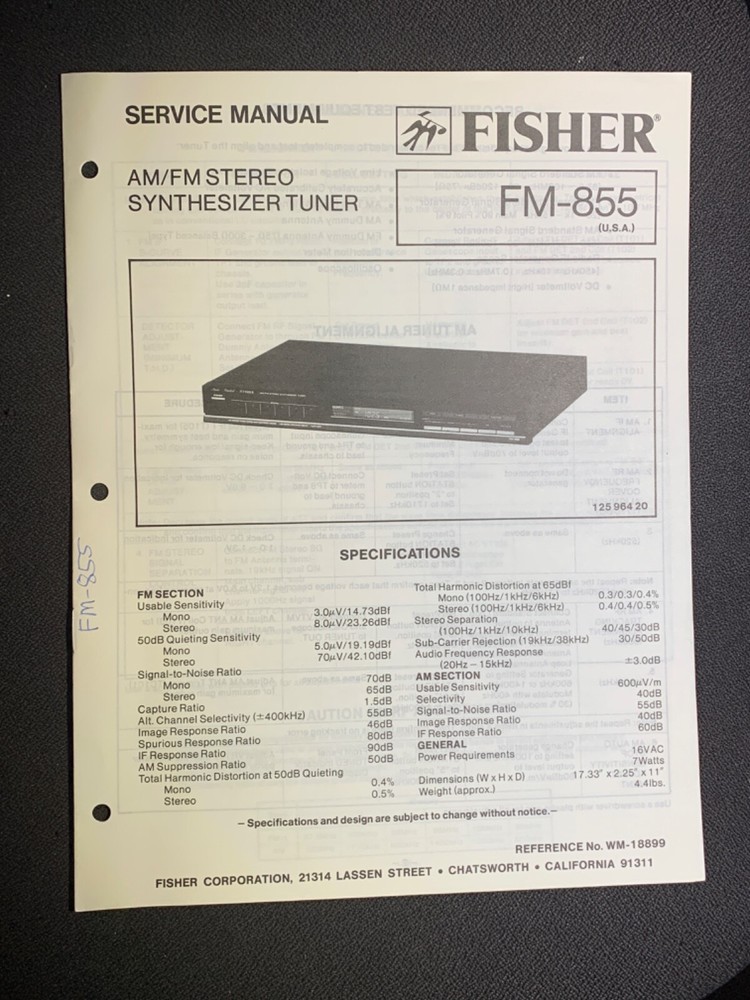 SERVICE MANUAL
FISHER®
AM/FM STEREO
SYNTHESIZER TUNER
FM-855
(U.S.A.)
125 964 20
FM-855
SPECIFICATIONS
FM SECTION
Usable Sensitivity
Mono 3.0μV/14.73dBf
Stereo 8.0μV/23.26dBf
50dB Quieting Sensitivity
Mono 5.0μV/19.19dBf
Stereo 70μV/42.10dBf
Signal-to-Noise Ratio
Mono 70dB
Stereo 65dB
Capture Ratio 1.5dB
Alt. Channel Selectivity (±400kHz) 55dB
Image Response Ratio 46dB
Spurious Response Ratio 80dB
IF Response Ratio 90dB
AM Suppression Ratio 50dB
Total Harmonic Distortion at 50dB Quieting
Mono 0.4%
Stereo 0.5%
Total Harmonic Distortion at 65dBf
Mono (100Hz/1kHz/6kHz) 0.3/0.3/0.4%
Stereo (100Hz/1kHz/6kHz) 0.4/0.4/0.5%
Stereo Separation
(100Hz/1kHz/10kHz) 40/45/30dB
Sub-Carrier Rejection (19kHz/38kHz) 30/50dB
Audio Frequency Response
(20Hz – 15kHz) ±3.0dB
AM SECTION
Usable Sensitivity 600μV/m
Selectivity 40dB
Signal-to-Noise Ratio 55dB
Image Response Ratio 40dB
IF Response Ratio 60dB
GENERAL
Power Requirements 16VAC
7Watts
Dimensions (W x H x D) 17.33" x 2.25" x 11"
Weight (approx.) 4.4lbs.
– Specifications and design are subject to change without notice. –
REFERENCE No. WM-18899
FISHER CORPORATION, 21314 LASSEN STREET • CHATSWORTH • CALIFORNIA 91311